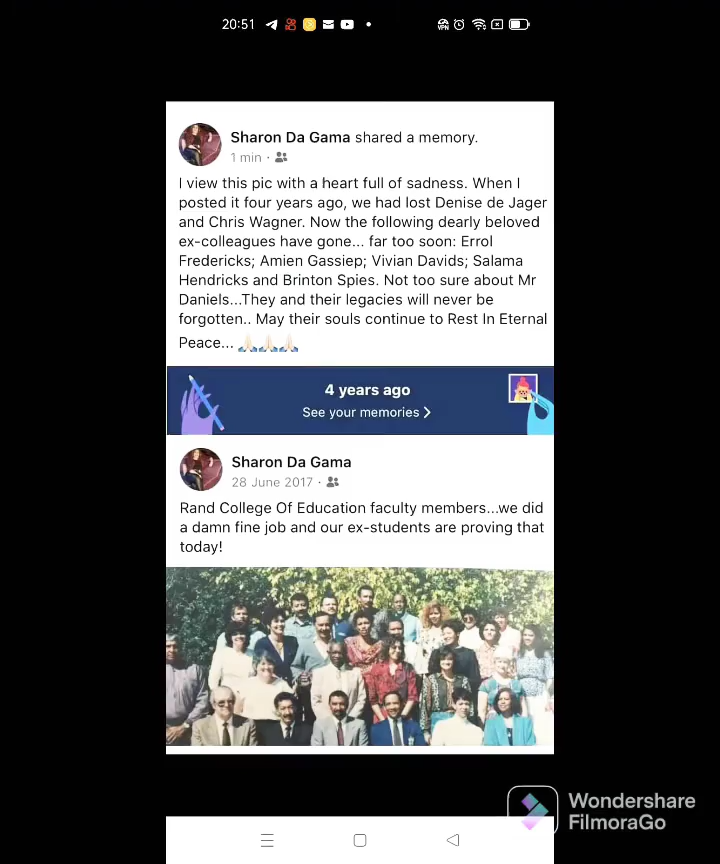 20:51
VPN
Sharon Da Gama shared a memory.
1 min ·
I view this pic with a heart full of sadness. When I
posted it four years ago, we had lost Denise de Jager
and Chris Wagner. Now the following dearly beloved
ex-colleagues have gone... far too soon: Errol
Fredericks; Amien Gassiep; Vivian Davids; Salama
Hendricks and Brinton Spies. Not too sure about Mr
Daniels...They and their legacies will never be
forgotten.. May their souls continue to Rest In Eternal
Peace... 🙏🏻🙏🏻🙏🏻
4 years ago
See your memories
Sharon Da Gama
28 June 2017 ·
Rand College Of Education faculty members...we did
a damn fine job and our ex-students are proving that
today!
Wondershare
FilmoraGo